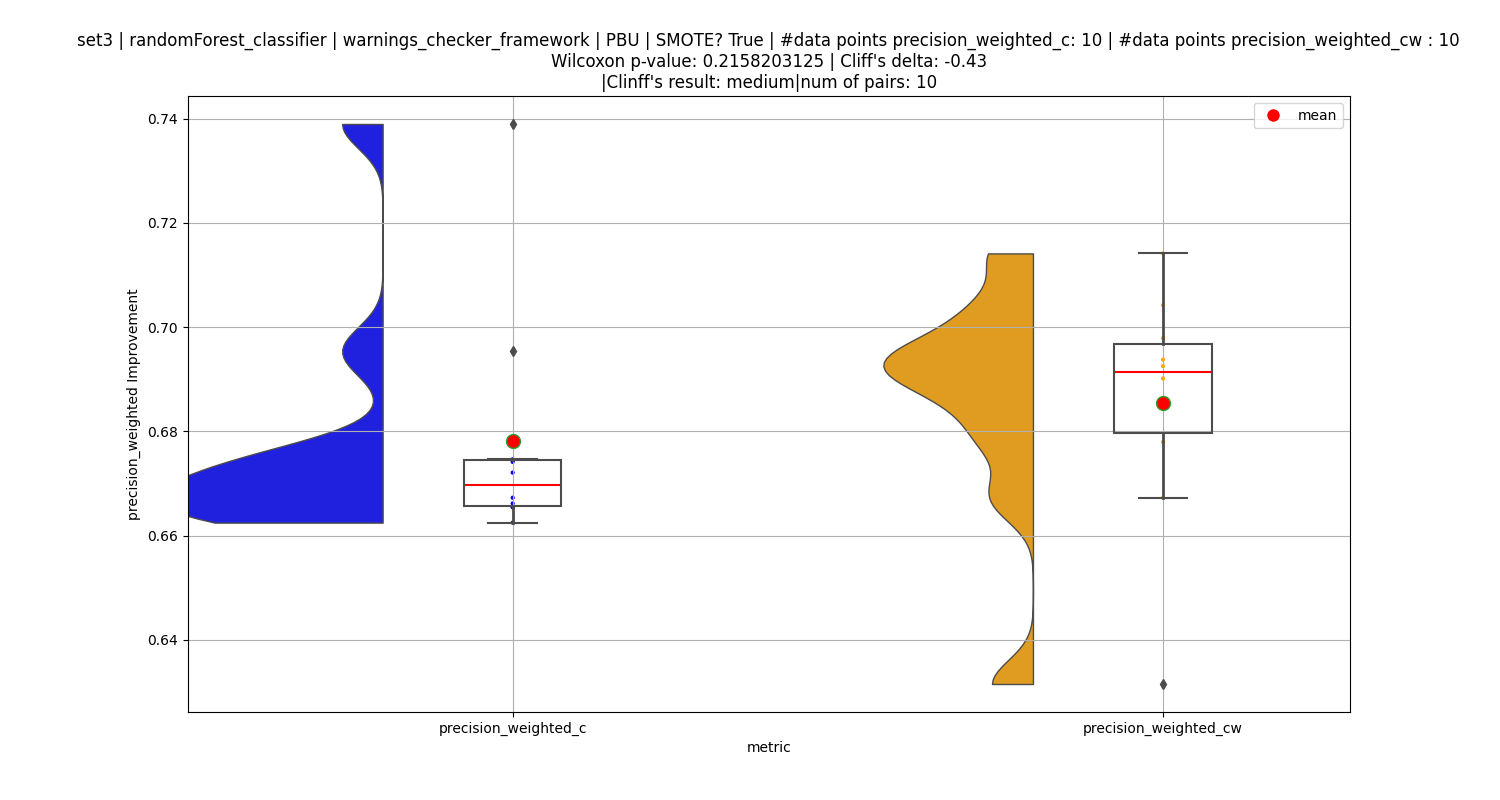 set3 | randomForest_classifier | warnings_checker_framework | PBU | SMOTE? True | #data points precision_weighted_c: 10 | #data points precision_weighted_cw : 10
Wilcoxon p-value: 0.2158203125 | Cliff's delta: -0.43
|Clinff's result: medium|num of pairs: 10
mean
0.74
0.72
0.70
0.68
0.66
0.64
precision_weighted Improvement
precision_weighted_c
precision_weighted_cw
metric